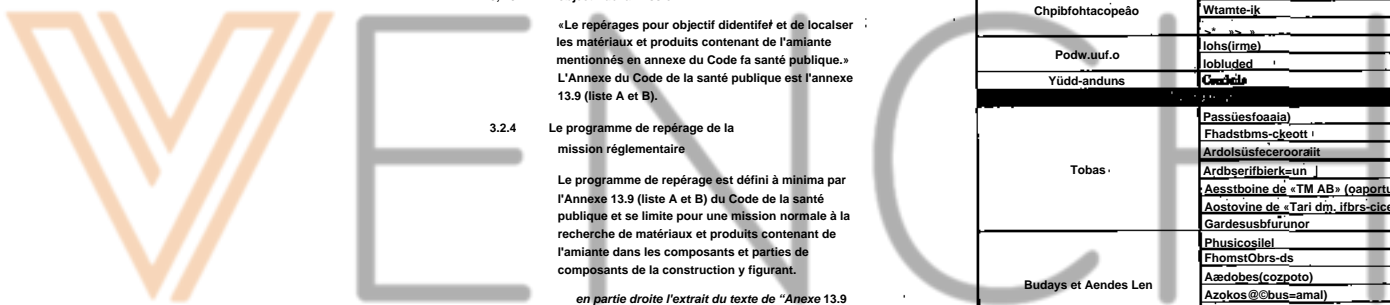 «Le repérages pour objectif didentifeŧ et de localser
les matériaux et produits contenant de l'amiante
mentionnés en annexe du Code fa santé publique.»
L'Annexe du Code de la santé publique est l'annexe
13.9 (liste A et B).
3.2.4 Le programme de repérage de la
mission réglementaire
Le programme de repérage est défini à minima par
l'Annexe 13.9 (liste A et B) du Code de la santé
publique et se limite pour une mission normale à la
recherche de matériaux et produits contenant de
l'amiante dans les composants et parties de
composants de la construction y figurant.
en partie droite l'extrait du texte de “Anexe 13.9
Chpibfohtacopeâo
Wtamte-ik
Podw.uuf.o
lohs(irme)
lobluded
Yüdd-anduns
Tobas
Passüesfoaaia)
Fhadstbms-ckeott
Ardolsüsfecerooraiit
Ardbserifbierk=un
Aesstboine de «TM AB» (oaportu
Aostovine de «Tari dm. ifbrs-cice
Gardesusbfurunor
Budays et Aendes Len
Phusicosilel
FhomstObrs-ds
Aædobes(cozpoto)
Azokos@©bus=amal)
VENCH